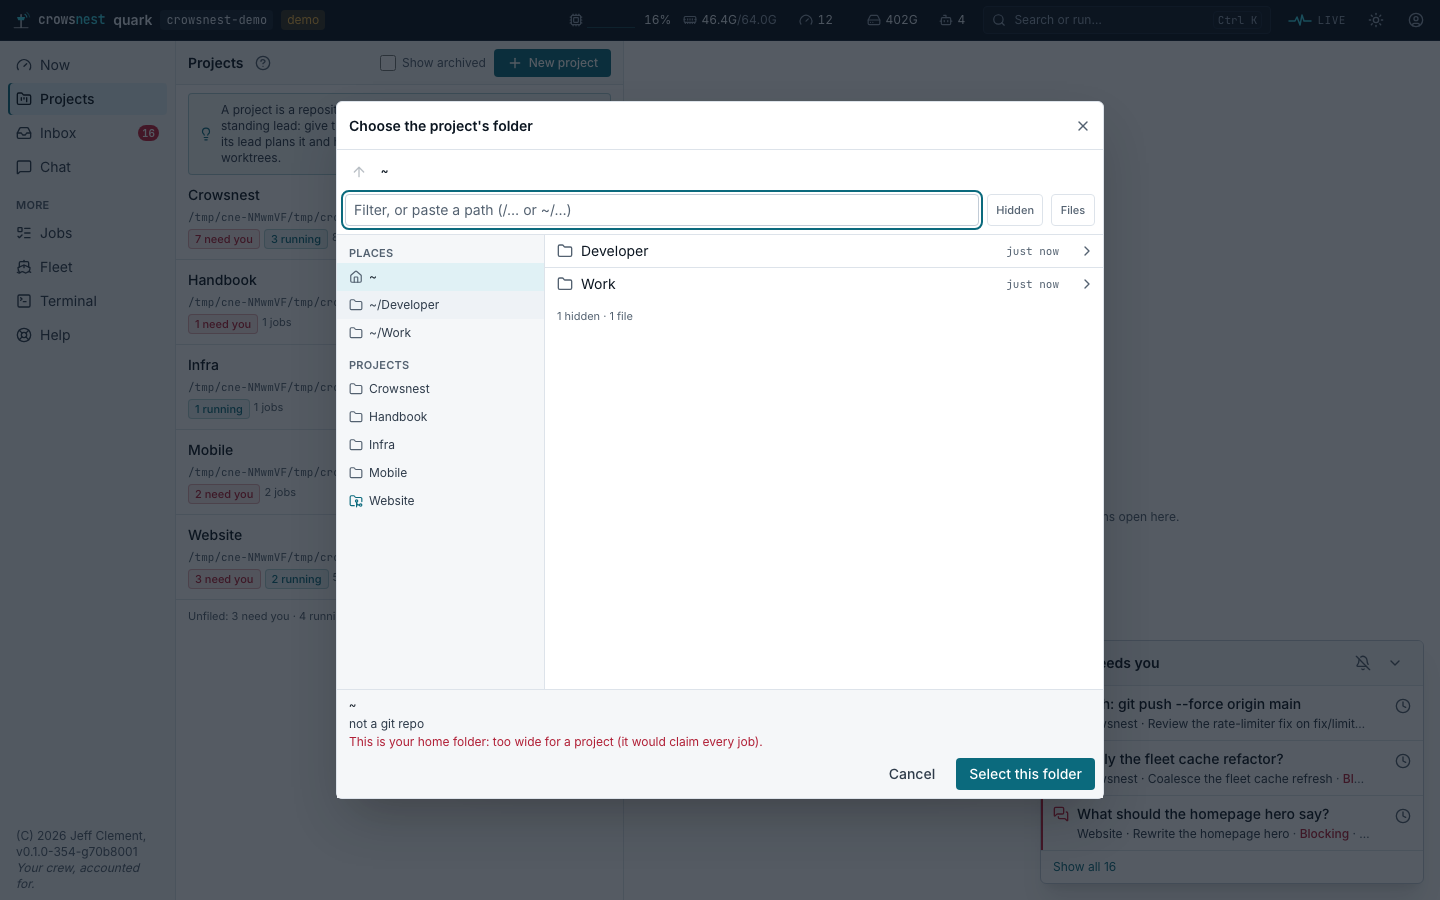 crowsnest quark crowsnest-demo demo
16% 46.4G/64.0G 12 402G 4
Search or run... Ctrl K LIVE
Now
Projects
Inbox 16
Chat
MORE
Jobs
Fleet
Terminal
Help
(C) 2026 Jeff Clement,
v0.1.0-354-g70b8001
Your crew, accounted
for.
Projects Show archived New project
A project is a reposit
standing lead: give t
its lead plans it and
worktrees.
Crowsnest
/tmp/cne-NMwmVF/tmp/cro
7 need you 3 running
Handbook
/tmp/cne-NMwmVF/tmp/cro
1 need you 1 jobs
Infra
/tmp/cne-NMwmVF/tmp/cro
1 running 1 jobs
Mobile
/tmp/cne-NMwmVF/tmp/cro
2 need you 2 jobs
Website
/tmp/cne-NMwmVF/tmp/cro
3 need you 2 running
Unfiled: 3 need you · 4 runni
Choose the project's folder
~
Filter, or paste a path (/... or ~/...) Hidden Files
PLACES
~
~/Developer
~/Work
PROJECTS
Crowsnest
Handbook
Infra
Mobile
Website
Developer just now
Work just now
1 hidden · 1 file
~
not a git repo
This is your home folder: too wide for a project (it would claim every job).
Cancel Select this folder
ns open here.
eeds you
h: git push --force origin main
wsnest · Review the rate-limiter fix on fix/limit...
ly the fleet cache refactor?
wsnest · Coalesce the fleet cache refresh · Bl...
What should the homepage hero say?
Website · Rewrite the homepage hero · Blocking · ...
Show all 16